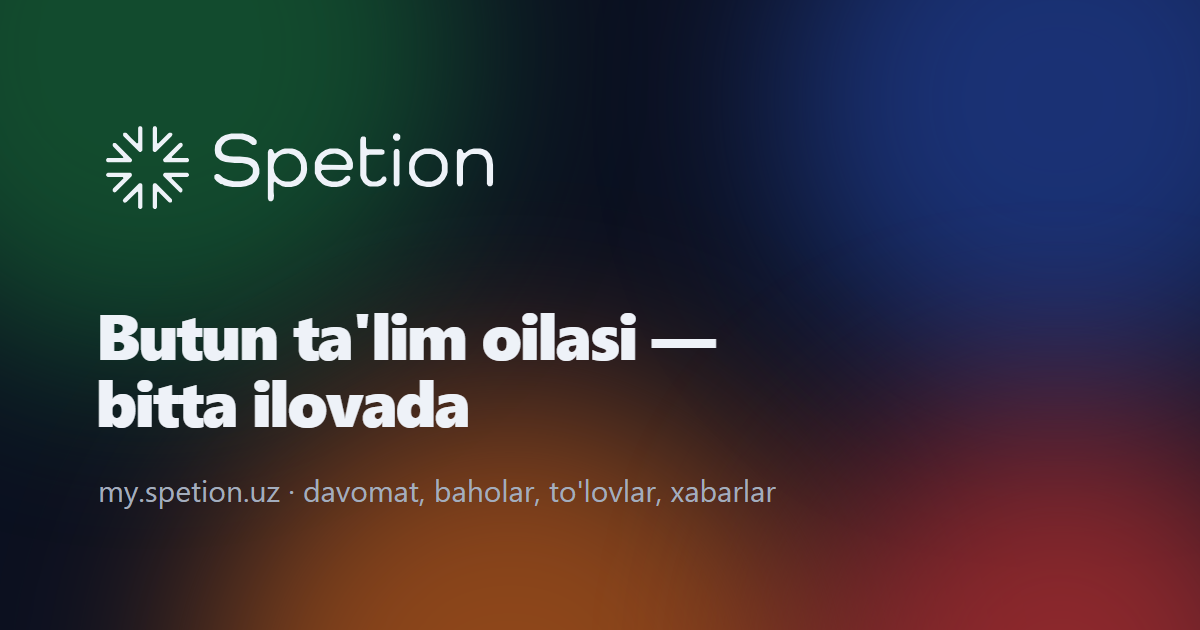 Spetion
Butun ta'lim oilasi —
bitta ilovada
my.spetion.uz · davomat, baholar, to'lovlar, xabarlar